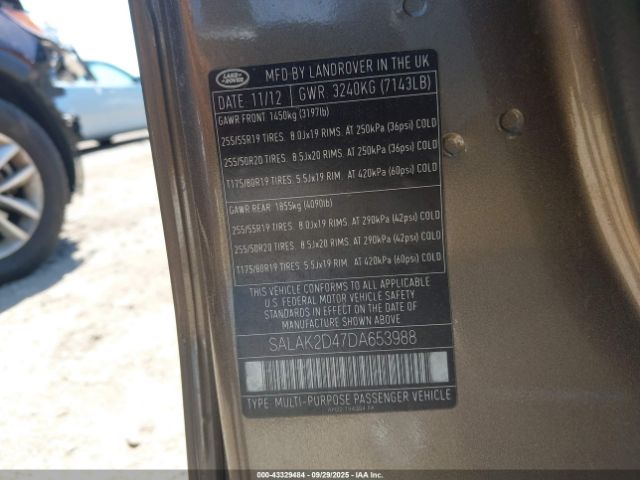 LAND ROVER
MFD BY LANDROVER IN THE UK
DATE 11/12 GWR 3240KG (7143LB)
GAWR FRONT 1450kg (3197lb)
255/55R19 TIRES 8.0Jx19 RIMS. AT 250kPa (36psi) COLD
255/50R20 TIRES 8.5Jx20 RIMS. AT 250kPa (36psi) COLD
T175/80R19 TIRES 5.5Jx19 RIM. AT 420kPa (60psi) COLD
GAWR REAR 1855kg (4090lb)
255/55R19 TIRES 8.0Jx19 RIMS. AT 290kPa (42psi) COLD
255/50R20 TIRES 8.5Jx20 RIMS. AT 290kPa (42psi) COLD
T175/80R19 TIRES 5.5Jx19 RIM. AT 420kPa (60psi) COLD
THIS VEHICLE CONFORMS TO ALL APPLICABLE
U.S. FEDERAL MOTOR VEHICLE SAFETY
STANDARDS IN EFFECT ON THE DATE OF
MANUFACTURE SHOWN ABOVE.
SALAK2D47DA653988
TYPE: MULTI-PURPOSE PASSENGER VEHICLE
©IAA 43329484 | 09/29/2025 | IAAI.COM